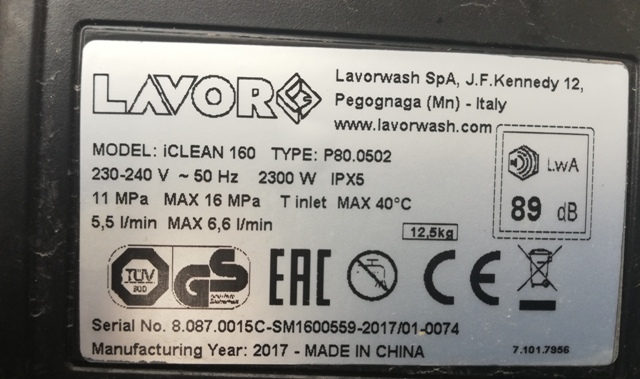 LAVOR
Lavorwash SpA, J.F.Kennedy 12,
Pegognaga (Mn) - Italy
www.lavorwash.com
MODEL: iCLEAN 160 TYPE: P80.0502
230-240 V ~ 50 Hz 2300 W IPX5
11 MPa MAX 16 MPa T inlet MAX 40°C
5,5 l/min MAX 6,6 l/min
12,5kg
LWA
89 dB
TÜV
SÜD
GS
EAC
CE
Serial No. 8.087.0015C-SM1600559-2017/01-0074
Manufacturing Year: 2017 - MADE IN CHINA
7.101.7956